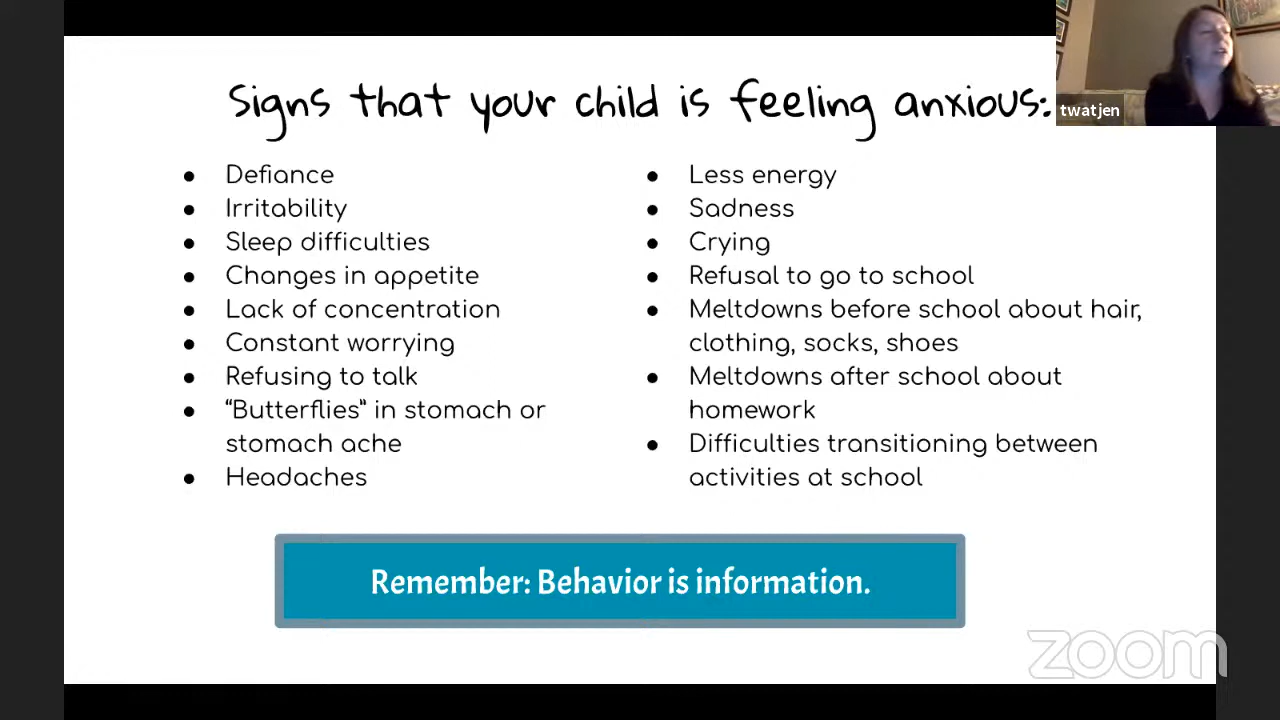 Signs that your child is feeling anxious:
twatjen
● Defiance
● Irritability
● Sleep difficulties
● Changes in appetite
● Lack of concentration
● Constant worrying
● Refusing to talk
● “Butterflies” in stomach or
stomach ache
● Headaches
● Less energy
● Sadness
● Crying
● Refusal to go to school
● Meltdowns before school about hair,
clothing, socks, shoes
● Meltdowns after school about
homework
● Difficulties transitioning between
activities at school
Remember: Behavior is information.
zoom